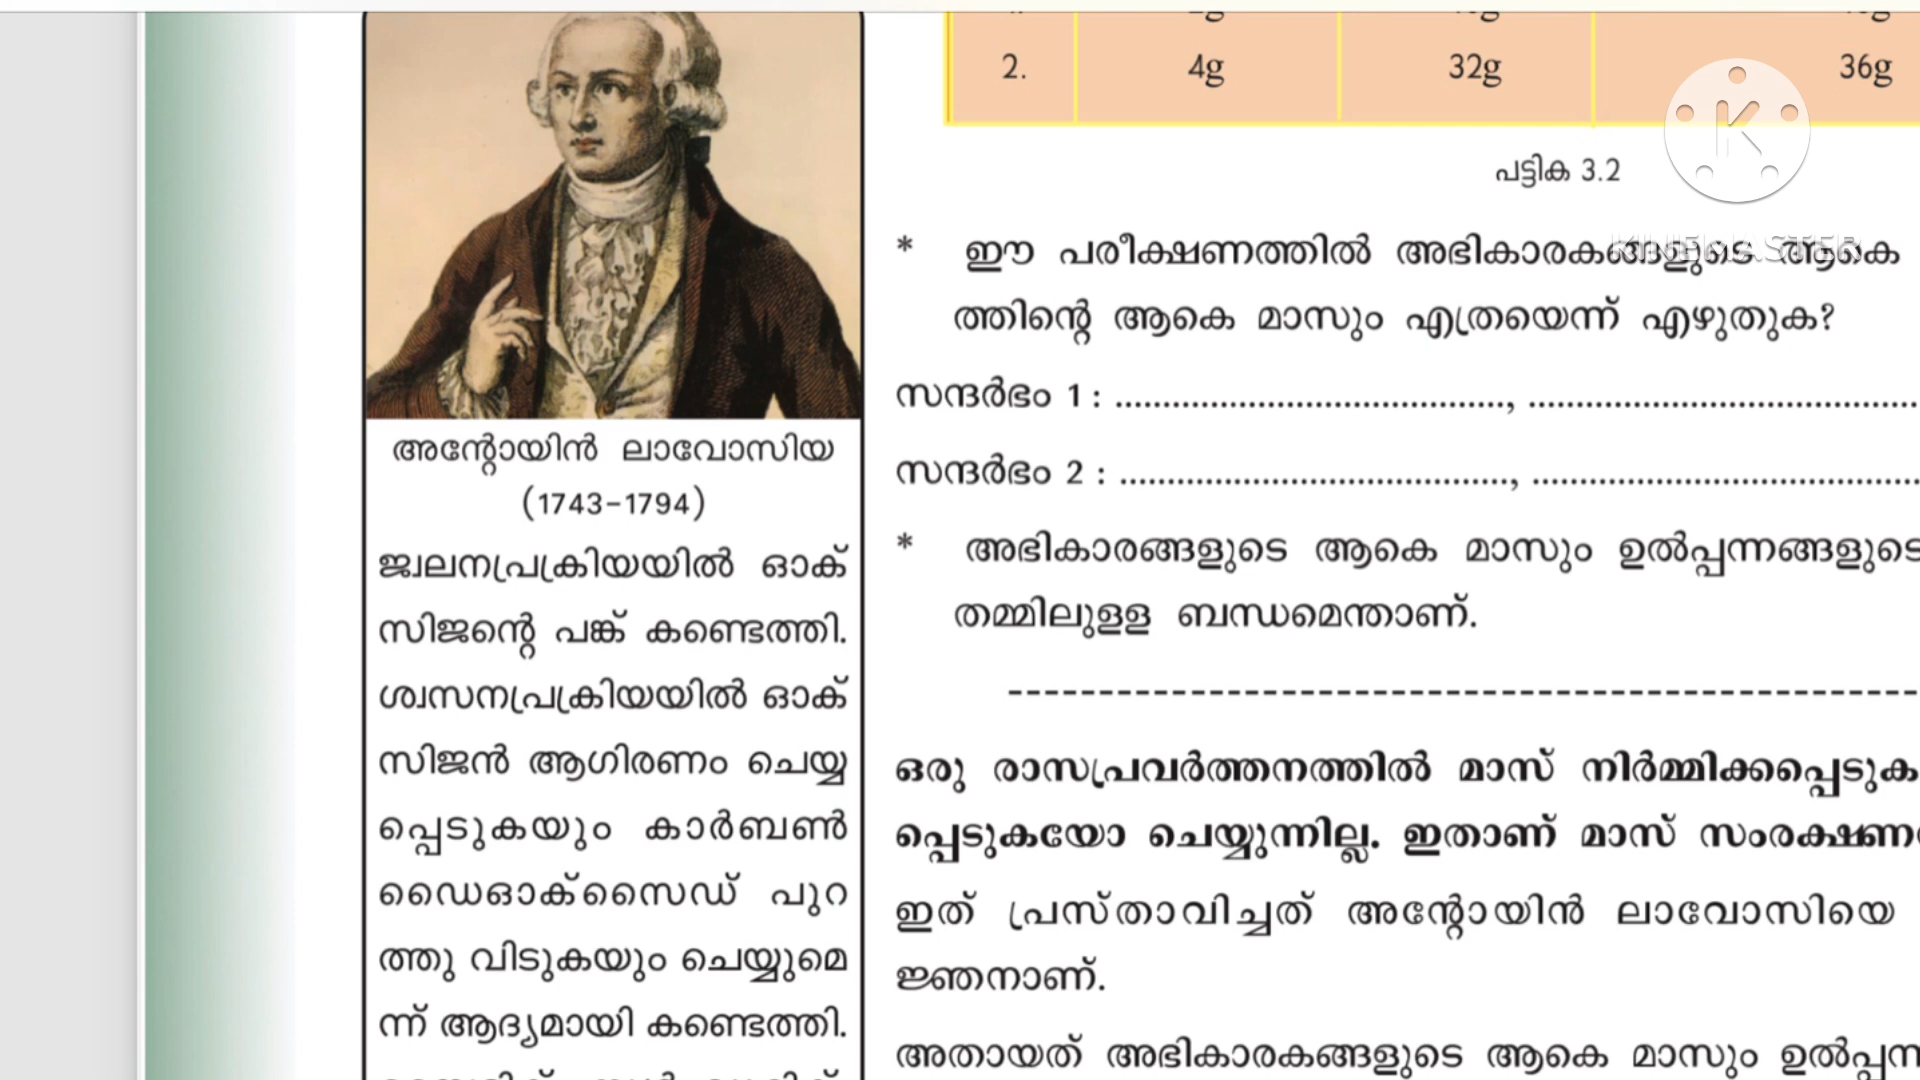 2. 4g 32g 36g
പട്ടിക 3.2
KINEMASTER
* ഈ പരീക്ഷണത്തിൽ അഭികാരകങ്ങളുടെ ആകെ
ത്തിന്റെ ആകെ മാസും എത്രയെന്ന് എഴുതുക?
സന്ദർഭം 1 : ......................................., .......................................
സന്ദർഭം 2 : ......................................., .......................................
* അഭികാരങ്ങളുടെ ആകെ മാസും ഉൽപ്പന്നങ്ങളുടെ
തമ്മിലുള്ള ബന്ധമെന്താണ്.
ഒരു രാസപ്രവർത്തനത്തിൽ മാസ് നിർമ്മിക്കപ്പെടുക
പ്പെടുകയോ ചെയ്യുന്നില്ല. ഇതാണ് മാസ് സംരക്ഷണ
ഇത് പ്രസ്താവിച്ചത് അന്റോയിൻ ലാവോസിയെ
ജ്ഞനാണ്.
അതായത് അഭികാരകങ്ങളുടെ ആകെ മാസും
അന്റോയിൻ ലാവോസിയ
(1743-1794)
ജ്വലനപ്രക്രിയയിൽ ഓക്
സിജന്റെ പങ്ക് കണ്ടെത്തി.
ശ്വസനപ്രക്രിയയിൽ ഓക്
സിജൻ ആഗിരണം ചെയ്യ
പ്പെടുകയും കാർബൺ
ഡൈഓക്സൈഡ് പുറ
ത്തു വിടുകയും ചെയ്യുമെ
ന്ന് ആദ്യമായി കണ്ടെത്തി.